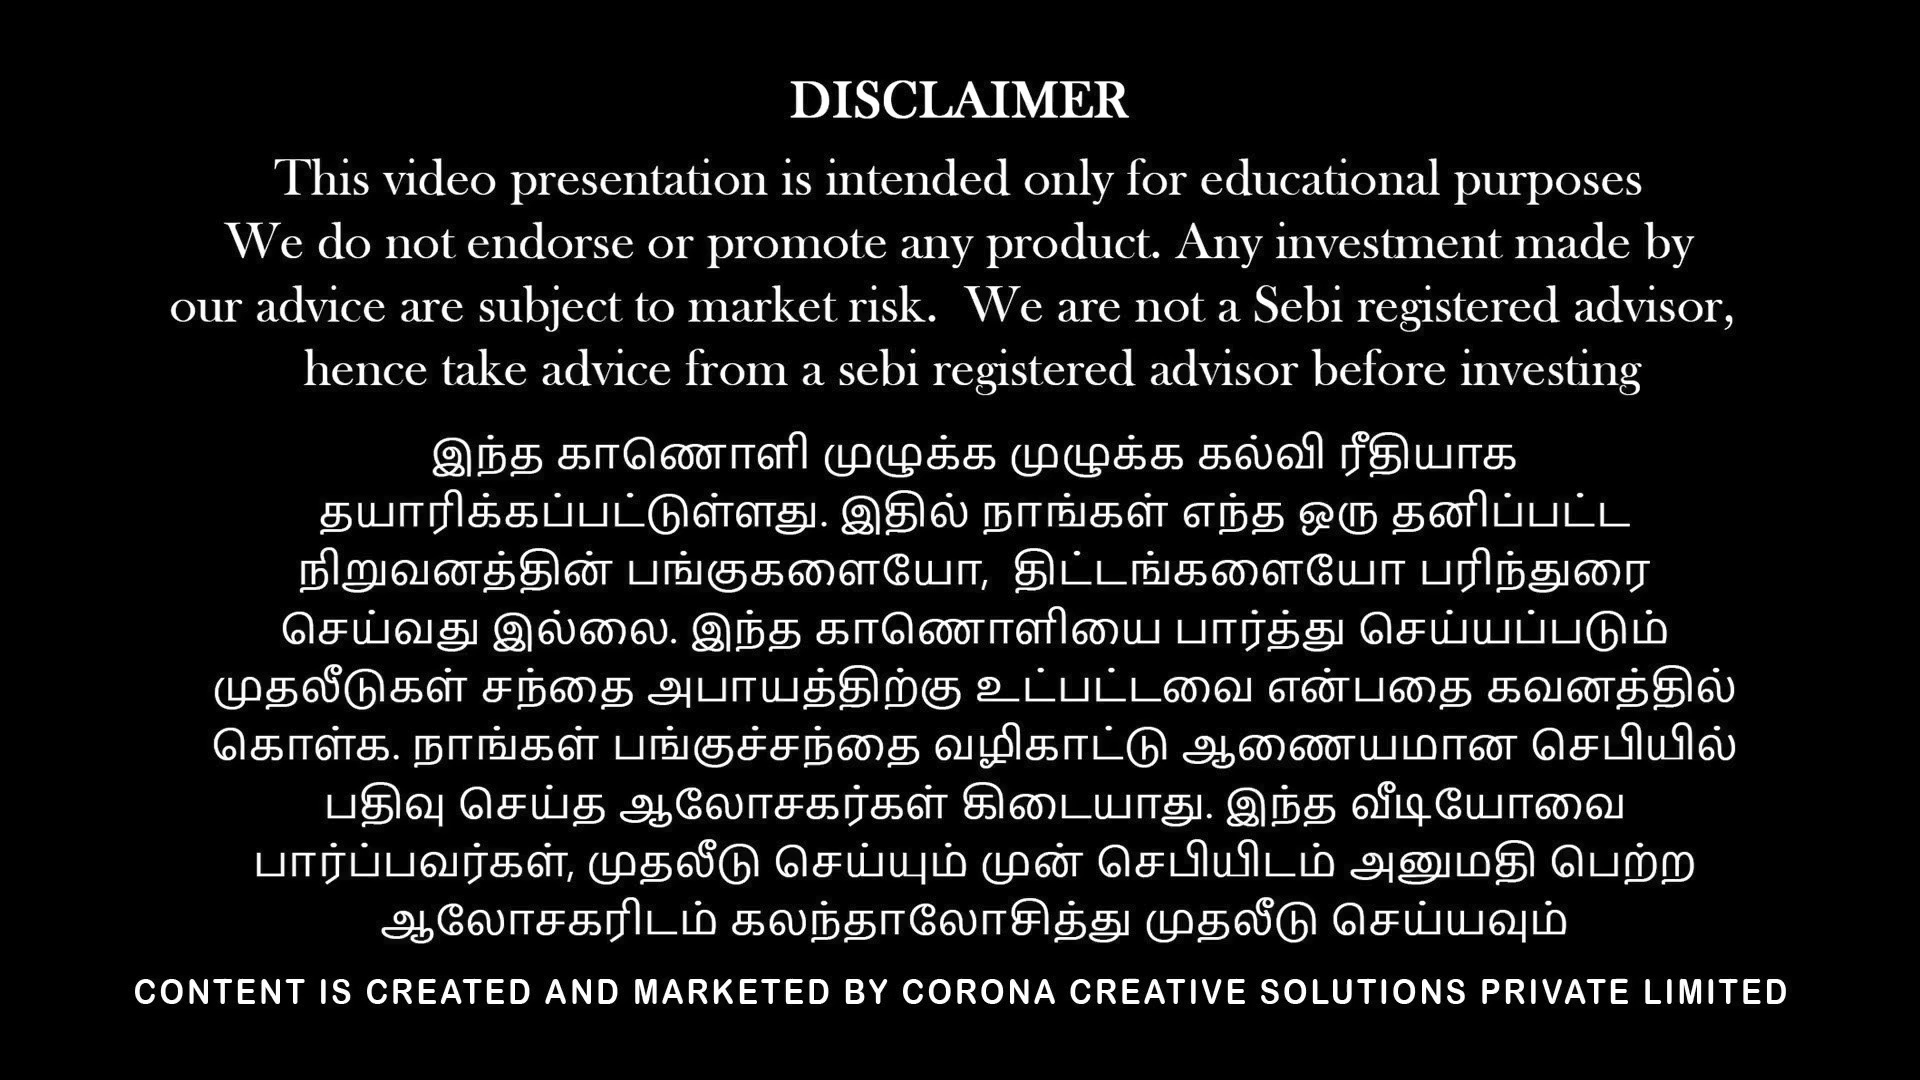 DISCLAIMER
This video presentation is intended only for educational purposes
We do not endorse or promote any product. Any investment made by
our advice are subject to market risk.  We are not a Sebi registered advisor,
hence take advice from a sebi registered advisor before investing
இந்த காணொளி முழுக்க முழுக்க கல்வி ரீதியாக
தயாரிக்கப்பட்டுள்ளது. இதில் நாங்கள் எந்த ஒரு தனிப்பட்ட
நிறுவனத்தின் பங்குகளையோ,  திட்டங்களையோ பரிந்துரை
செய்வது இல்லை. இந்த காணொளியை பார்த்து செய்யப்படும்
முதலீடுகள் சந்தை அபாயத்திற்கு உட்பட்டவை என்பதை கவனத்தில்
கொள்க. நாங்கள் பங்குச்சந்தை வழிகாட்டு ஆணையமான செபியில்
பதிவு செய்த ஆலோசகர்கள் கிடையாது. இந்த வீடியோவை
பார்ப்பவர்கள், முதலீடு செய்யும் முன் செபியிடம் அனுமதி பெற்ற
ஆலோசகரிடம் கலந்தாலோசித்து முதலீடு செய்யவும்
CONTENT IS CREATED AND MARKETED BY CORONA CREATIVE SOLUTIONS PRIVATE LIMITED